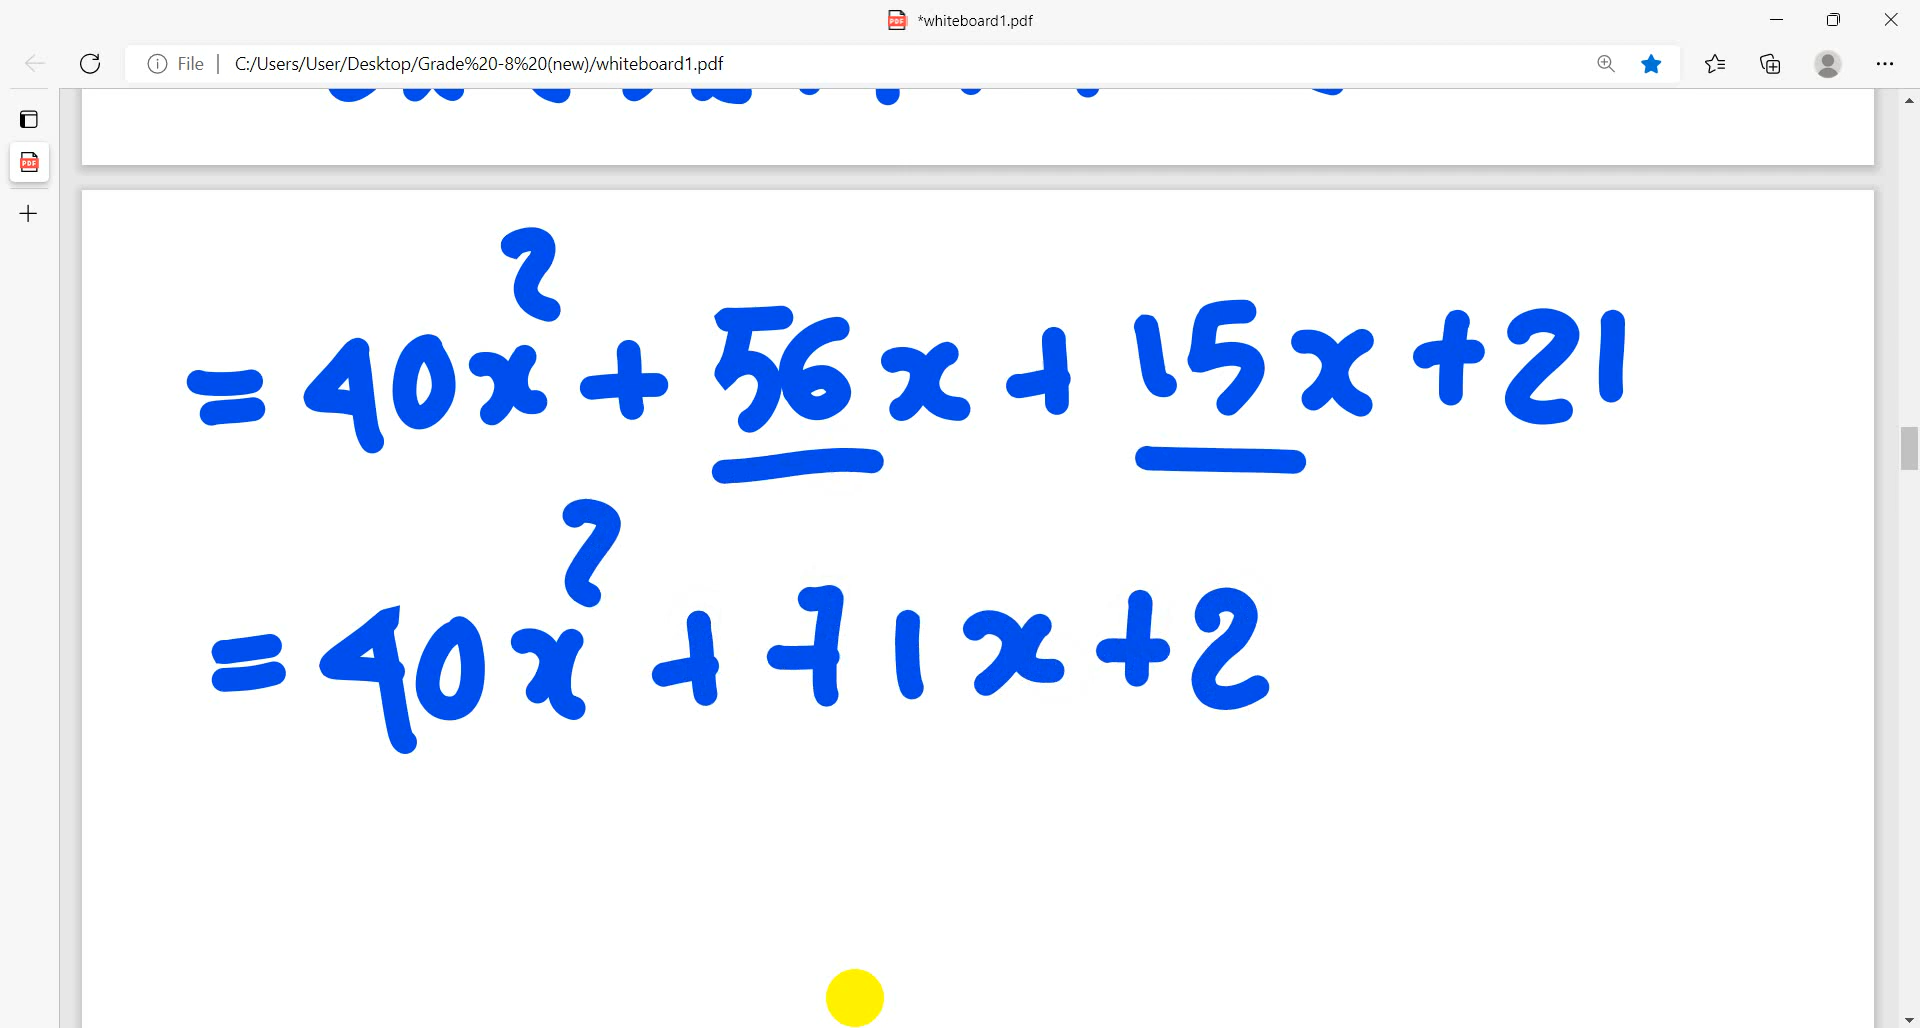 *whiteboard1.pdf
File | C:/Users/User/Desktop/Grade%20-8%20(new)/whiteboard1.pdf
= 40x² + 56x + 15x + 21
= 40x² + 71x + 2